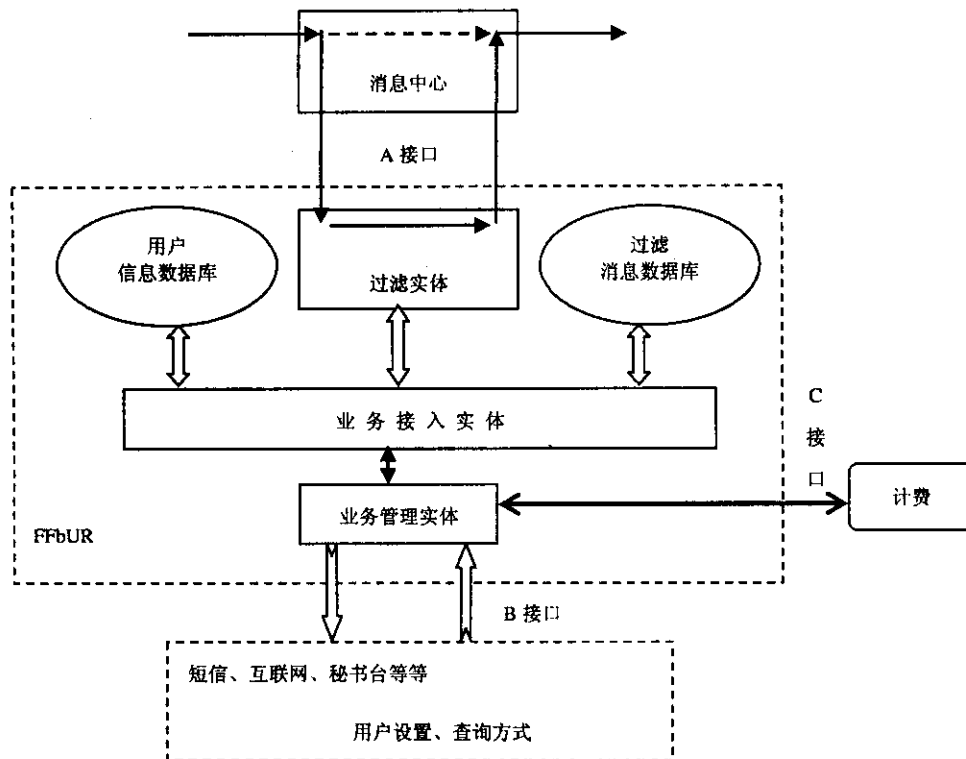 消息中心
A 接口
用户
信息数据库
过滤实体
过滤
消息数据库
业 务 接 入 实 体
C
接
口
计费
业务管理实体
FFbUR
B 接口
短信、互联网、秘书台等等
用户设置、查询方式